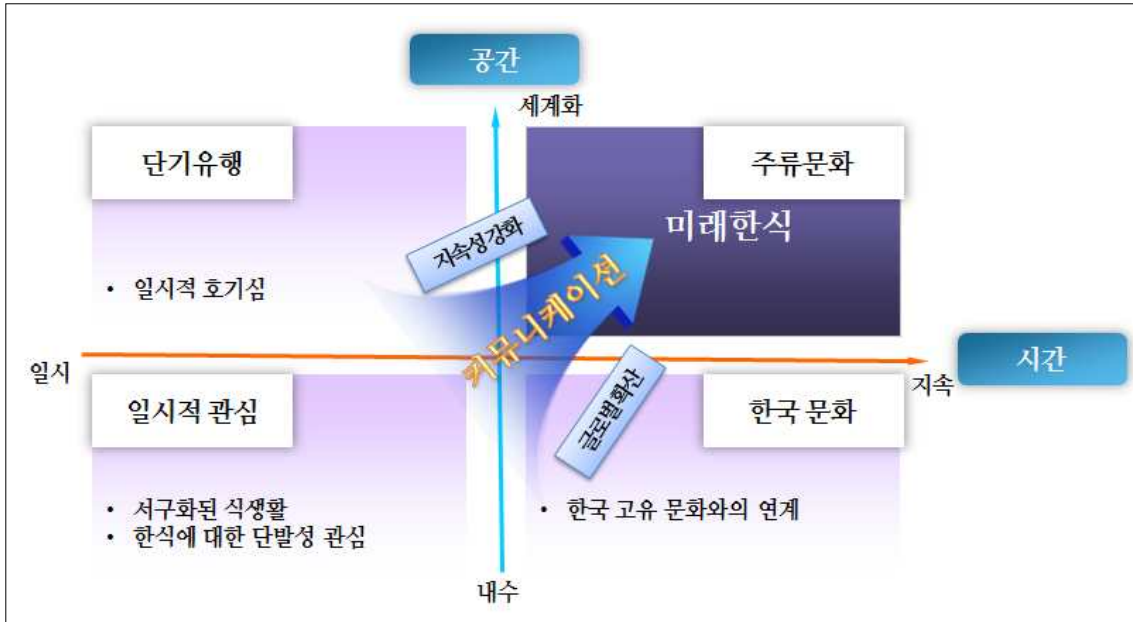 공간
세계화
단기유행
주류문화
미래한식
지속성강화
• 일시적 호기심
커뮤니케이션
일시
시간
지속
일시적 관심
글로벌확산
한국 문화
• 서구화된 식생활
• 한식에 대한 단발성 관심
• 한국 고유 문화와의 연계
내수